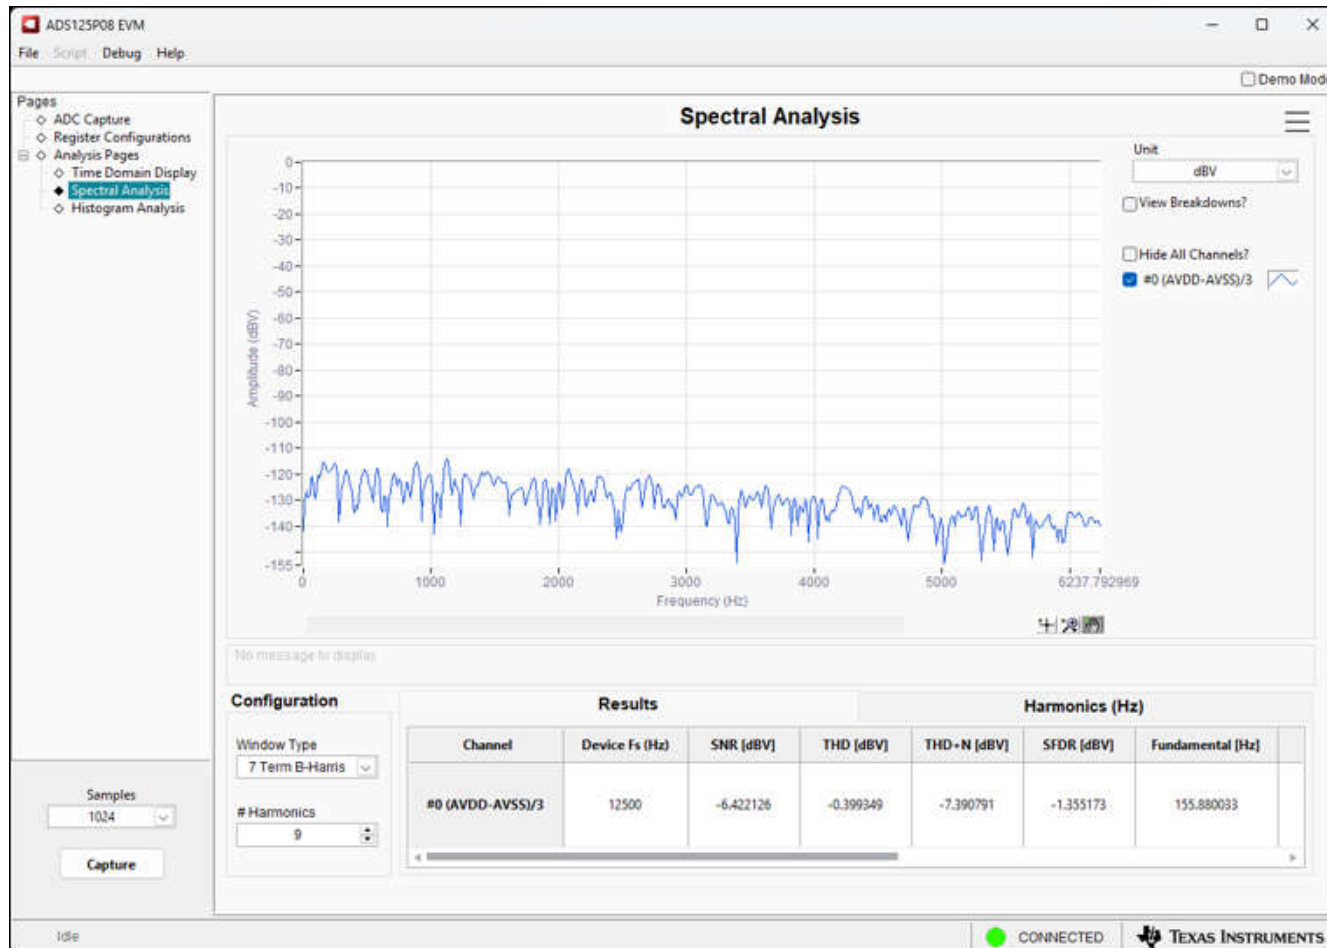 ADS125P08 EVM
File Script Debug Help
Demo Mod
Pages
ADC Capture
Register Configurations
Analysis Pages
Time Domain Display
Spectral Analysis
Histogram Analysis
Spectral Analysis
Unit
dBV
View Breakdowns?
Hide All Channels?
#0 (AVDD-AVSS)/3
Amplitude (dBV)
0
-10
-20
-30
-40
-50
-60
-70
-80
-90
-100
-110
-120
-130
-140
-155
0 1000 2000 3000 4000 5000 6237.792969
Frequency (Hz)
No message to display
Configuration
Window Type
7 Term B-Harris
# Harmonics
9
Results Harmonics (Hz)
Channel Device Fs (Hz) SNR [dBV] THD [dBV] THD+N [dBV] SFDR [dBV] Fundamental [Hz]
#0 (AVDD-AVSS)/3 12500 -6.422126 -0.399349 -7.390791 -1.355173 155.880033
Samples
1024
Capture
Idle
CONNECTED
TEXAS INSTRUMENTS